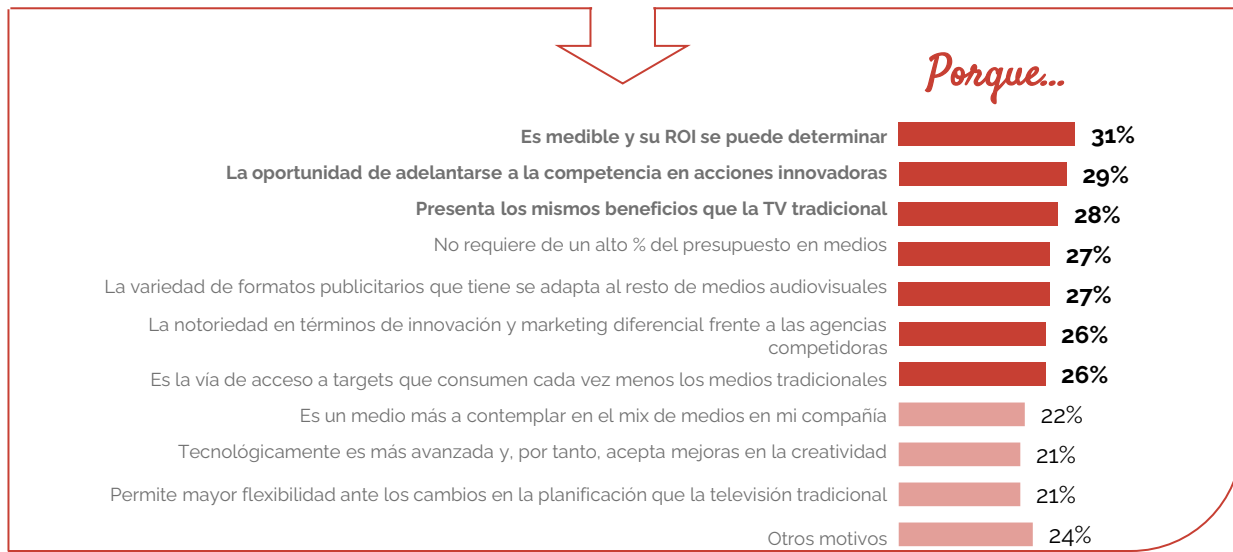 Porque...
Es medible y su ROI se puede determinar 31%
La oportunidad de adelantarse a la competencia en acciones innovadoras 29%
Presenta los mismos beneficios que la TV tradicional 28%
No requiere de un alto % del presupuesto en medios 27%
La variedad de formatos publicitarios que tiene se adapta al resto de medios audiovisuales 27%
La notoriedad en términos de innovación y marketing diferencial frente a las agencias
competidoras 26%
Es la vía de acceso a targets que consumen cada vez menos los medios tradicionales 26%
Es un medio más a contemplar en el mix de medios en mi compañía 22%
Tecnológicamente es más avanzada y, por tanto, acepta mejoras en la creatividad 21%
Permite mayor flexibilidad ante los cambios en la planificación que la televisión tradicional 21%
Otros motivos 24%